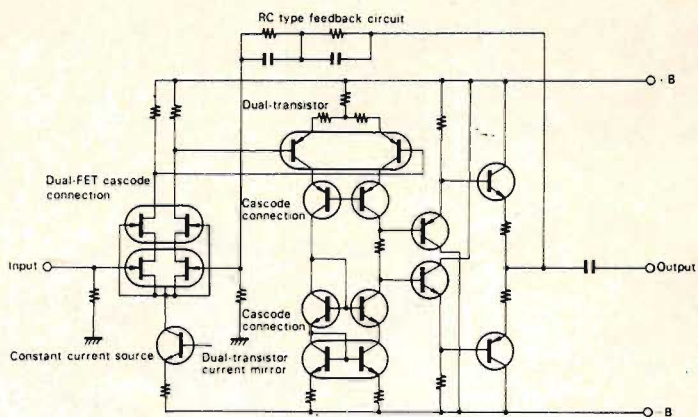 RC type feedback circuit
· B
Dual-transistor
Dual-FET cascode
connection
Cascode
connection
Input
Output
Cascode
connection
Constant current source
Dual-transistor
current mirror
-B